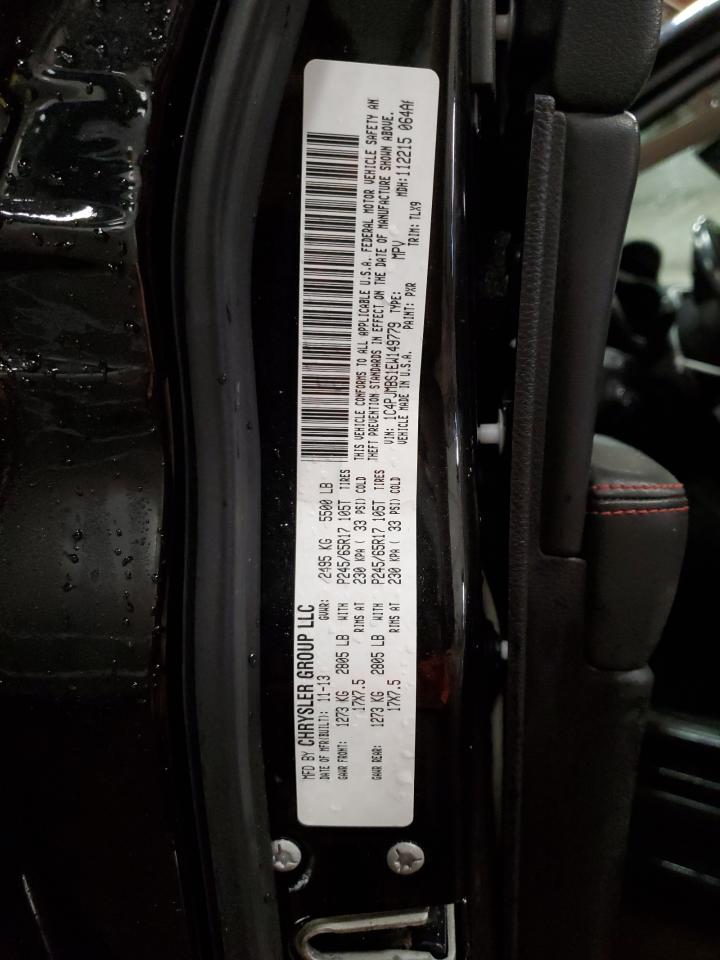 MFD BY CHRYSLER GROUP LLC
DATE OF MFR(BUILT): 11-13 GVWR: /2495 KG 5500 LB
GAWR FRONT: 1273 KG 2805 LB WITH P245/65R17 105T TIRES
17X7.5 RIMS AT 230 KPA ( 33 PSI) COLD
GAWR REAR: 1273 KG 2805 LB WITH P245/65R17 105T TIRES
17X7.5 RIMS AT 230 KPA ( 33 PSI) COLD
THIS VEHICLE CONFORMS TO ALL APPLICABLE U.S.A. FEDERAL MOTOR VEHICLE SAFETY AN
THEFT PREVENTION STANDARDS IN EFFECT ON THE DATE OF MANUFACTURE SHOWN ABOVE.
VIN: 1C4PJMBS1EW149779 TYPE: MPV MDH:112215 064A
VEHICLE MADE IN U.S.A. PAINT: PXR TRIM: TLX9